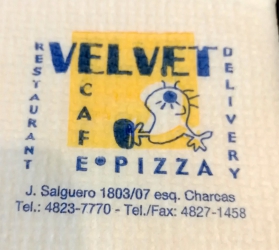 VELVET
CAFE • PIZZA
RESTAURANT
DELIVERY
J. Salguero 1803/07 esq. Charcas
Tel.: 4823-7770 - Tel./Fax: 4827-1458